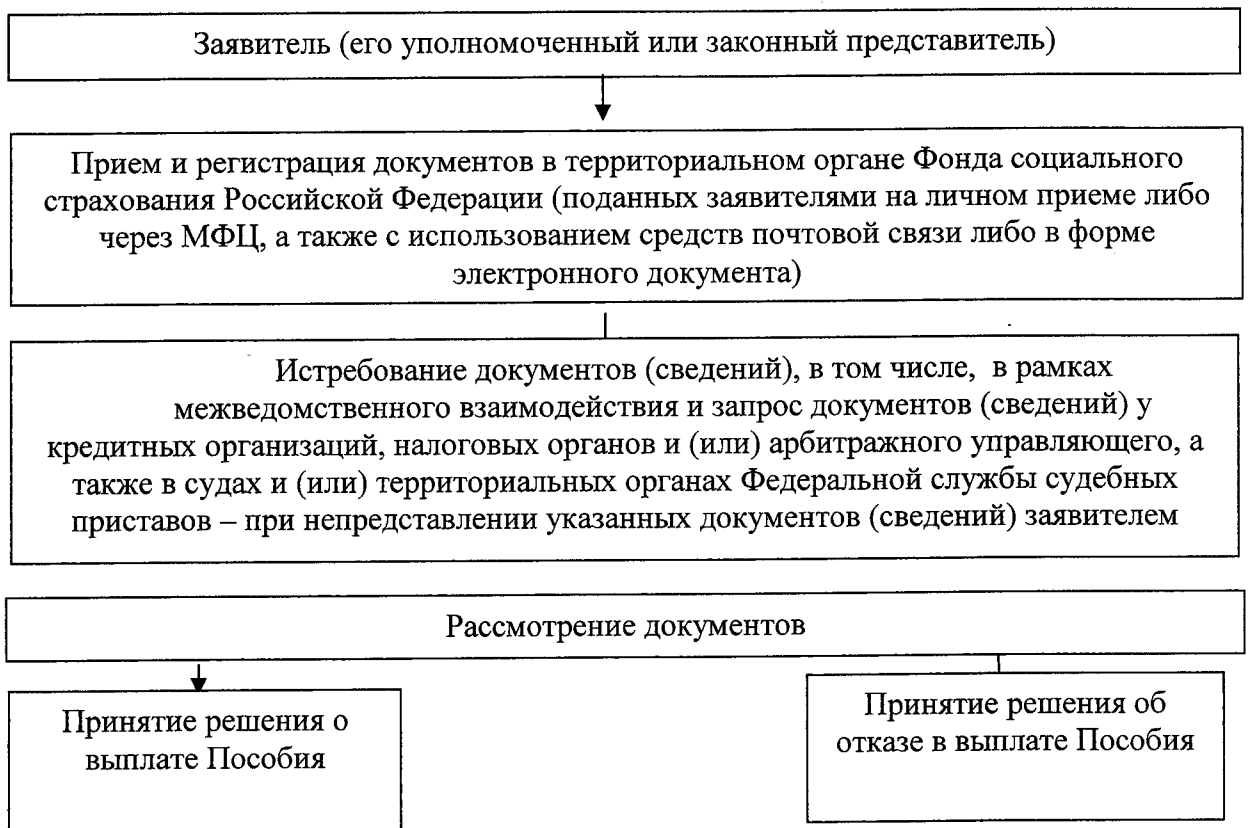 Заявитель (его уполномоченный или законный представитель)
Прием и регистрация документов в территориальном органе Фонда социального
страхования Российской Федерации (поданных заявителями на личном приеме либо
через МФЦ, а также с использованием средств почтовой связи либо в форме
электронного документа)
Истребование документов (сведений), в том числе, в рамках
межведомственного взаимодействия и запрос документов (сведений) у
кредитных организаций, налоговых органов и (или) арбитражного управляющего, а
также в судах и (или) территориальных органах Федеральной службы судебных
приставов – при непредставлении указанных документов (сведений) заявителем
Рассмотрение документов
Принятие решения о
выплате Пособия
Принятие решения об
отказе в выплате Пособия